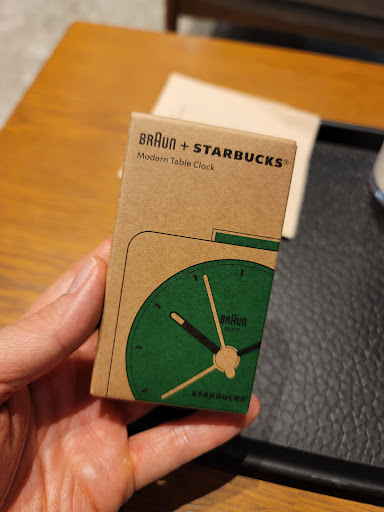 BRAUN + STARBUCKS®
Modern Table Clock
BRAUN
STARBUCKS